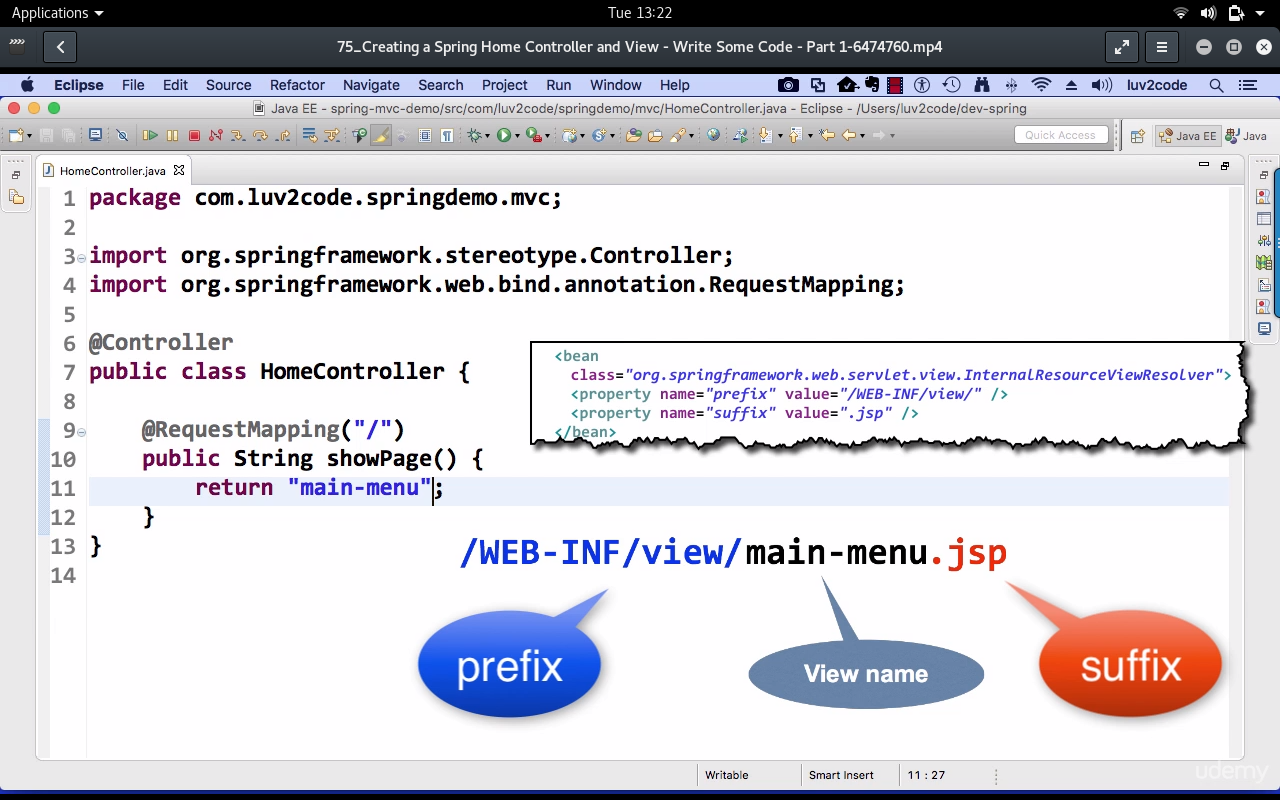 Applications
Tue 13:22
75_Creating a Spring Home Controller and View - Write Some Code - Part 1-6474760.mp4
Eclipse File Edit Source Refactor Navigate Search Project Run Window Help
luv2code
Java EE - spring-mvc-demo/src/com/luv2code/springdemo/mvc/HomeController.java - Eclipse - /Users/luv2code/dev-spring
Quick Access
Java EE
Java
HomeController.java
1 package com.luv2code.springdemo.mvc;
2
3 import org.springframework.stereotype.Controller;
4 import org.springframework.web.bind.annotation.RequestMapping;
5
6 @Controller
7 public class HomeController {
8
9 @RequestMapping("/")
10 public String showPage() {
11 return "main-menu";
12 }
13 }
14
<bean
class="org.springframework.web.servlet.view.InternalResourceViewResolver">
<property name="prefix" value="/WEB-INF/view/" />
<property name="suffix" value=".jsp" />
</bean>
/WEB-INF/view/main-menu.jsp
prefix
View name
suffix
Writable
Smart Insert
11 : 27
udemy